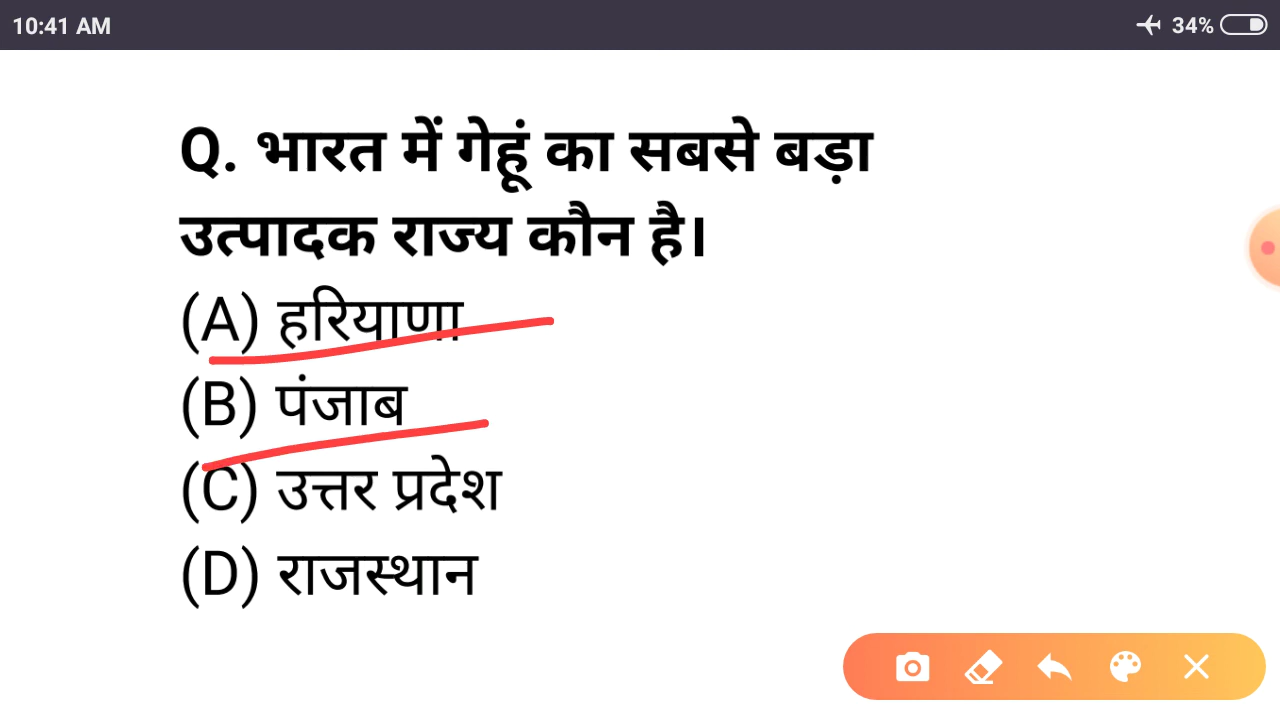 10:41 AM
34%
Q. भारत में गेहूं का सबसे बड़ा
उत्पादक राज्य कौन है।
(A) हरियाणा
(B) पंजाब
(C) उत्तर प्रदेश
(D) राजस्थान